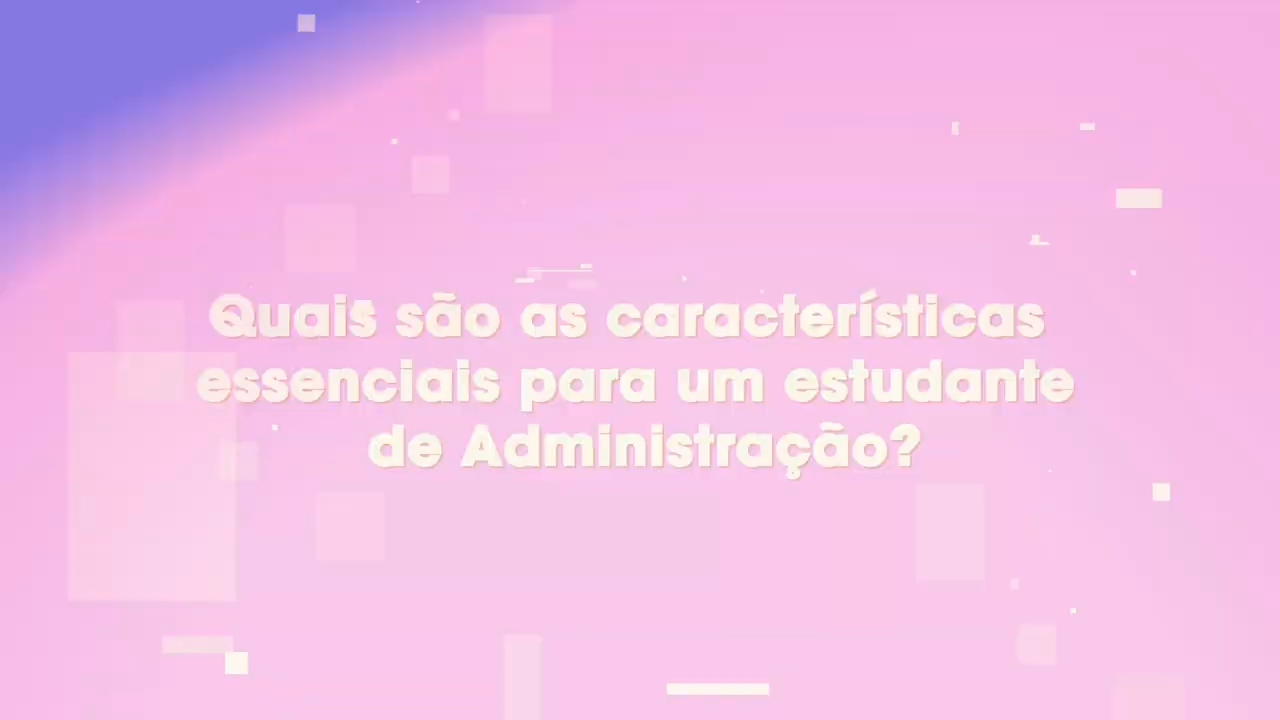 Quais são as características
essenciais para um estudante
de Administração?